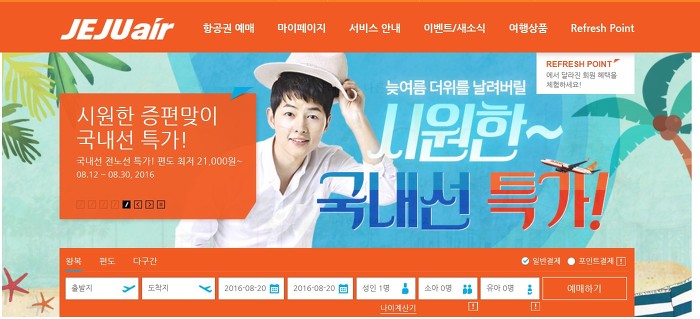 JEJUair
항공권 예매 마이페이지 서비스 안내 이벤트/새소식 여행상품 Refresh Point
REFRESH POINT
에서 달라진 회원 혜택을
체험하세요!
늦여름 더위를 날려버릴
시원한~
국내선 특가!
시원한 증편맞이
국내선 특가!
국내선 전노선 특가! 편도 최저 21,000원~
08.12 ~ 08.30, 2016
왕복 편도 다구간
일반결제 포인트결제
출발지 도착지 2016-08-20 2016-08-20 성인 1명 소아 0명 유아 0명 예매하기
나이계산기